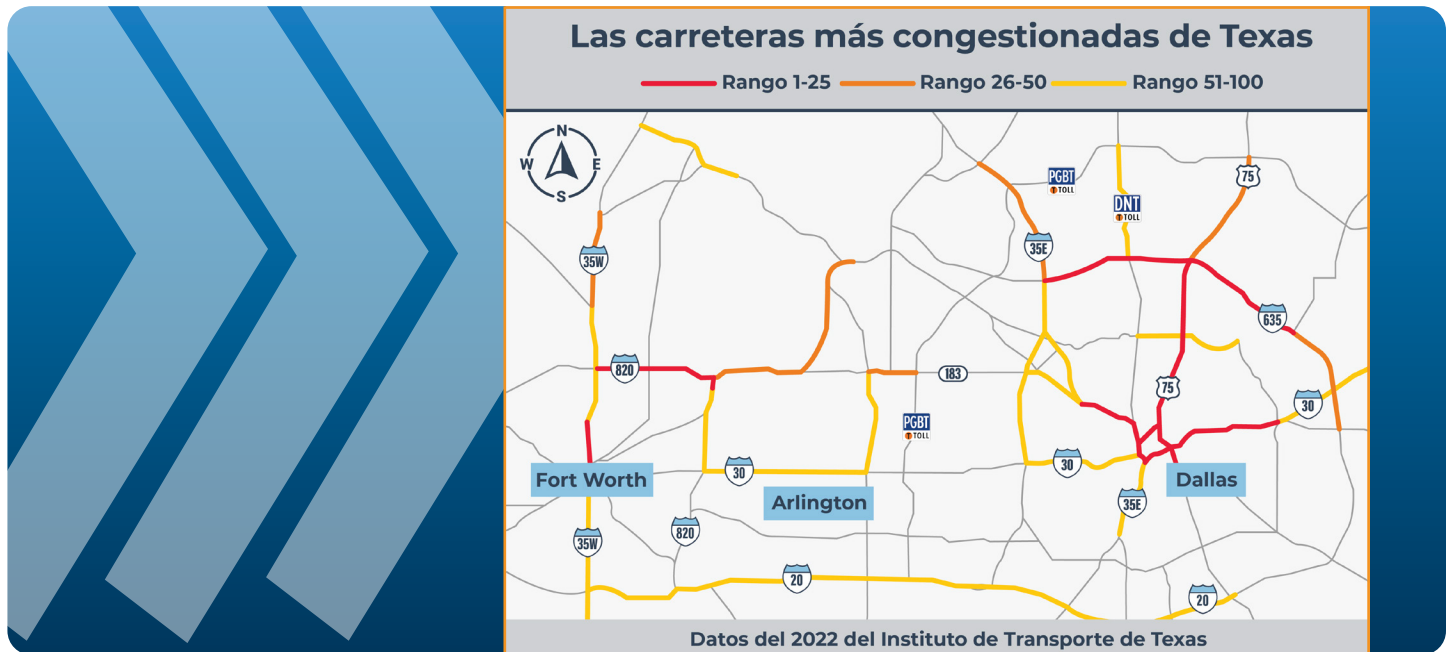 Las carreteras más congestionadas de Texas
Rango 1-25 Rango 26-50 Rango 51-100
N
W E
S
PGBT
TOLL
75
DNT
TOLL
35E
35W
635
820
183
75
30
PGBT
TOLL
30
30
Fort Worth
Dallas
Arlington
35E
820
35W
20
20
Datos del 2022 del Instituto de Transporte de Texas